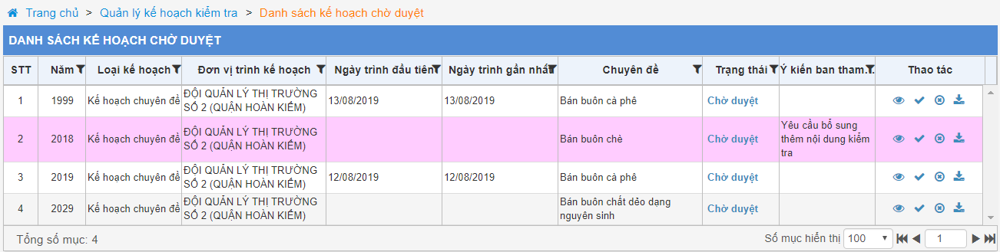 Trang chủ > Quản lý kế hoạch kiểm tra > Danh sách kế hoạch chờ duyệt
DANH SÁCH KẾ HOẠCH CHỜ DUYỆT
STT Năm Loại kế hoạch Đơn vị trình kế hoạch Ngày trình đầu tiên Ngày trình gần nhất Chuyên đề Trạng thái Ý kiến ban tham... Thao tác
1 1999 Kế hoạch chuyên đề ĐỘI QUẢN LÝ THỊ TRƯỜNG SỐ 2 (QUẬN HOÀN KIẾM) 13/08/2019 13/08/2019 Bán buôn cà phê Chờ duyệt
2 2018 Kế hoạch chuyên đề ĐỘI QUẢN LÝ THỊ TRƯỜNG SỐ 2 (QUẬN HOÀN KIẾM) Bán buôn chè Chờ duyệt Yêu cầu bổ sung thêm nội dung kiểm tra
3 2019 Kế hoạch chuyên đề ĐỘI QUẢN LÝ THỊ TRƯỜNG SỐ 2 (QUẬN HOÀN KIẾM) 12/08/2019 12/08/2019 Bán buôn cà phê Chờ duyệt
4 2029 Kế hoạch chuyên đề ĐỘI QUẢN LÝ THỊ TRƯỜNG SỐ 2 (QUẬN HOÀN KIẾM) Bán buôn chất dẻo dạng nguyên sinh Chờ duyệt
Tổng số mục: 4 Số mục hiển thị 100 1